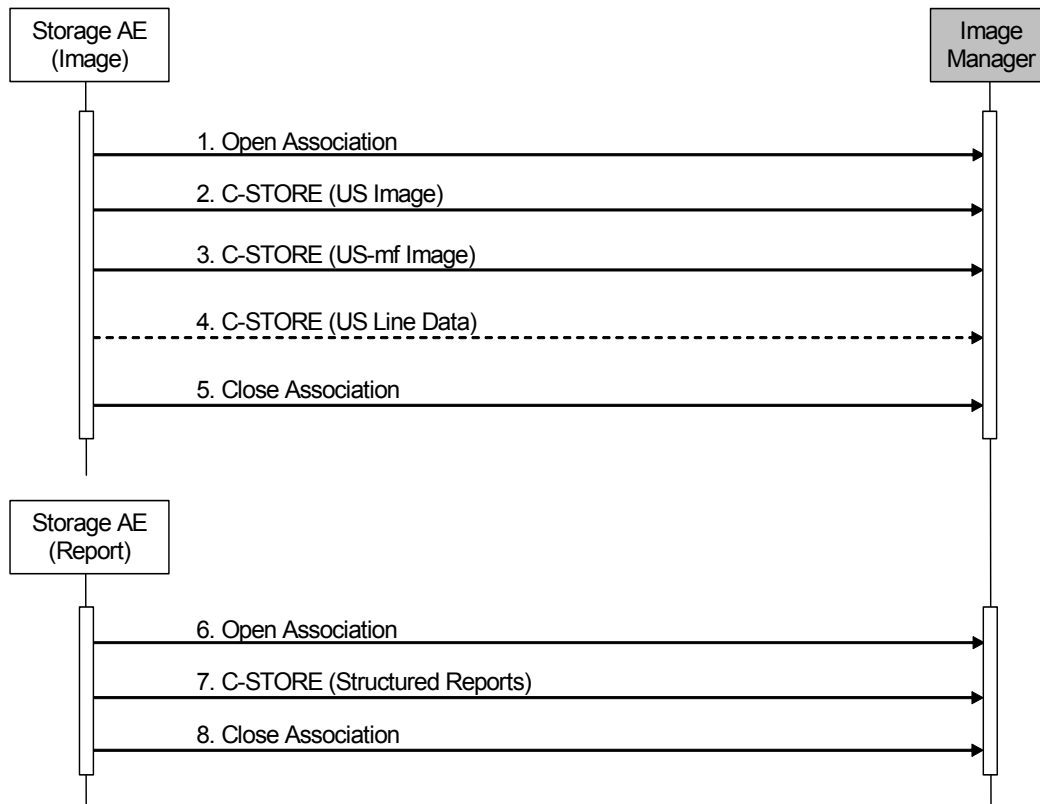 Storage AE
(Image)
Image
Manager
1. Open Association
2. C-STORE (US Image)
3. C-STORE (US-mf Image)
4. C-STORE (US Line Data)
5. Close Association
Storage AE
(Report)
6. Open Association
7. C-STORE (Structured Reports)
8. Close Association